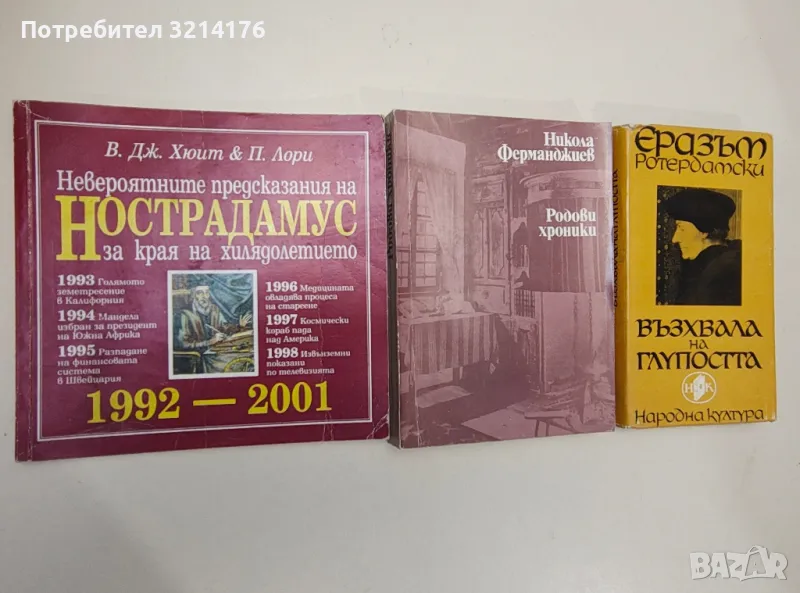 Потребител 3214176
В. Дж. Хюит & П. Лори
Невероятните предсказания на
НОСТРАДАМУС
за края на хилядолетието
1993 Голямото
земетресение
в Калифорния
1994 Мандела
избран за президент
на Южна Африка
1995 Разпадане
на финансовата
система
в Швейцария
1996 Медицината
овладява процеса
на стареене
1997 Космически
кораб пада
над Америка
1998 Извънземни
показани
по телевизията
1992 — 2001
Никола
Ферманджиев
Родови
хроники
ЕРАЗЪМ
РОТЕРДАМСКИ
ВЪЗХВАЛА
НА
ГЛУПОСТТА
НК
НАРОДНА КУЛТУРА
BAZAR